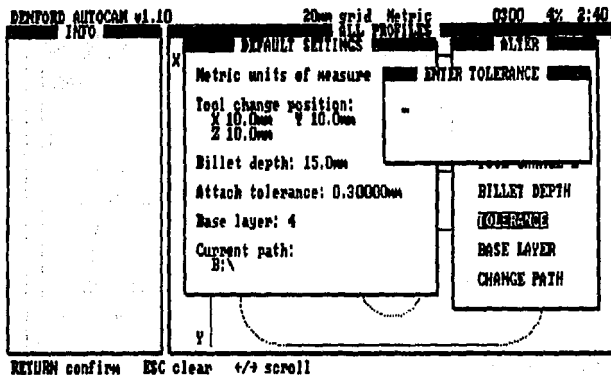 DENFORD AUTOCAM v1.10 20mm grid Metric 0300 4% 2:40
INFO
ALL PROFILES
DEFAULT SETTINGS
ALTER
X
Metric units of measure
ENTER TOLERANCE
Tool change position:
X 10.0mm Y 10.0mm
Z 10.0mm
Billet depth: 15.0mm
BILLET DEPTH
Attack tolerance: 0.30000mm
TOLERANCE
Base layer: 4
BASE LAYER
Current path:
B:\
CHANGE PATH
Y
RETURN confirm ESC clear ←/→ scroll